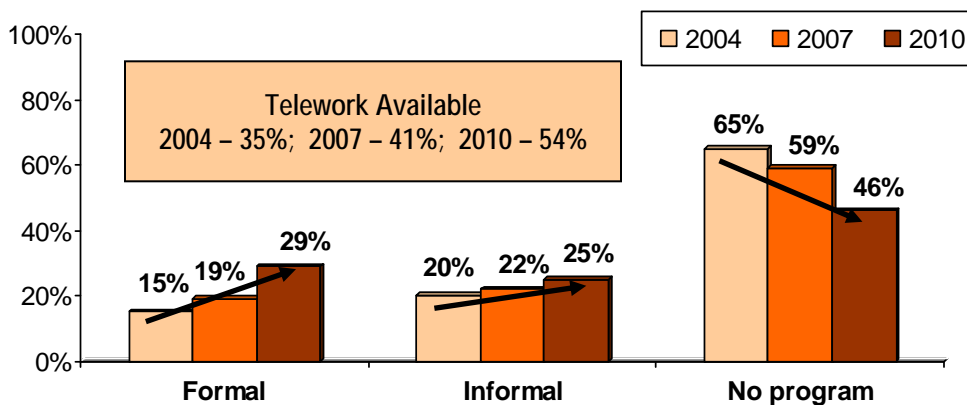 100%
80%
60%
40%
20%
0%
2004 2007 2010
Telework Available
2004 – 35%; 2007 – 41%; 2010 – 54%
15%
19%
29%
20%
22%
25%
65%
59%
46%
Formal
Informal
No program